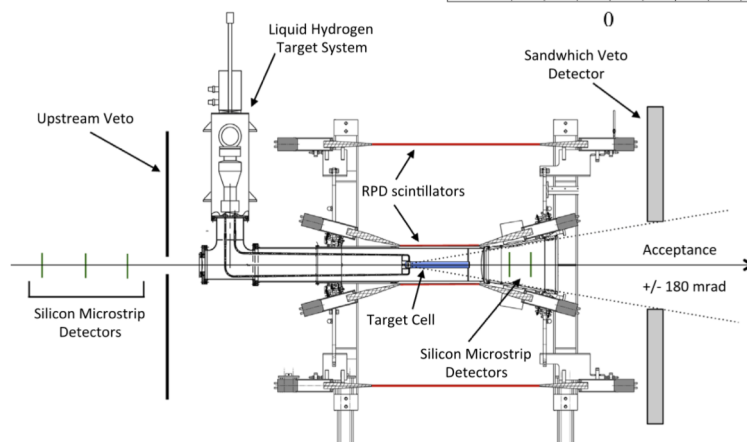 0
Liquid Hydrogen
Target System
Sandwhich Veto
Detector
Upstream Veto
RPD scintillators
Acceptance
+/- 180 mrad
Silicon Microstrip
Detectors
Target Cell
Silicon Microstrip
Detectors